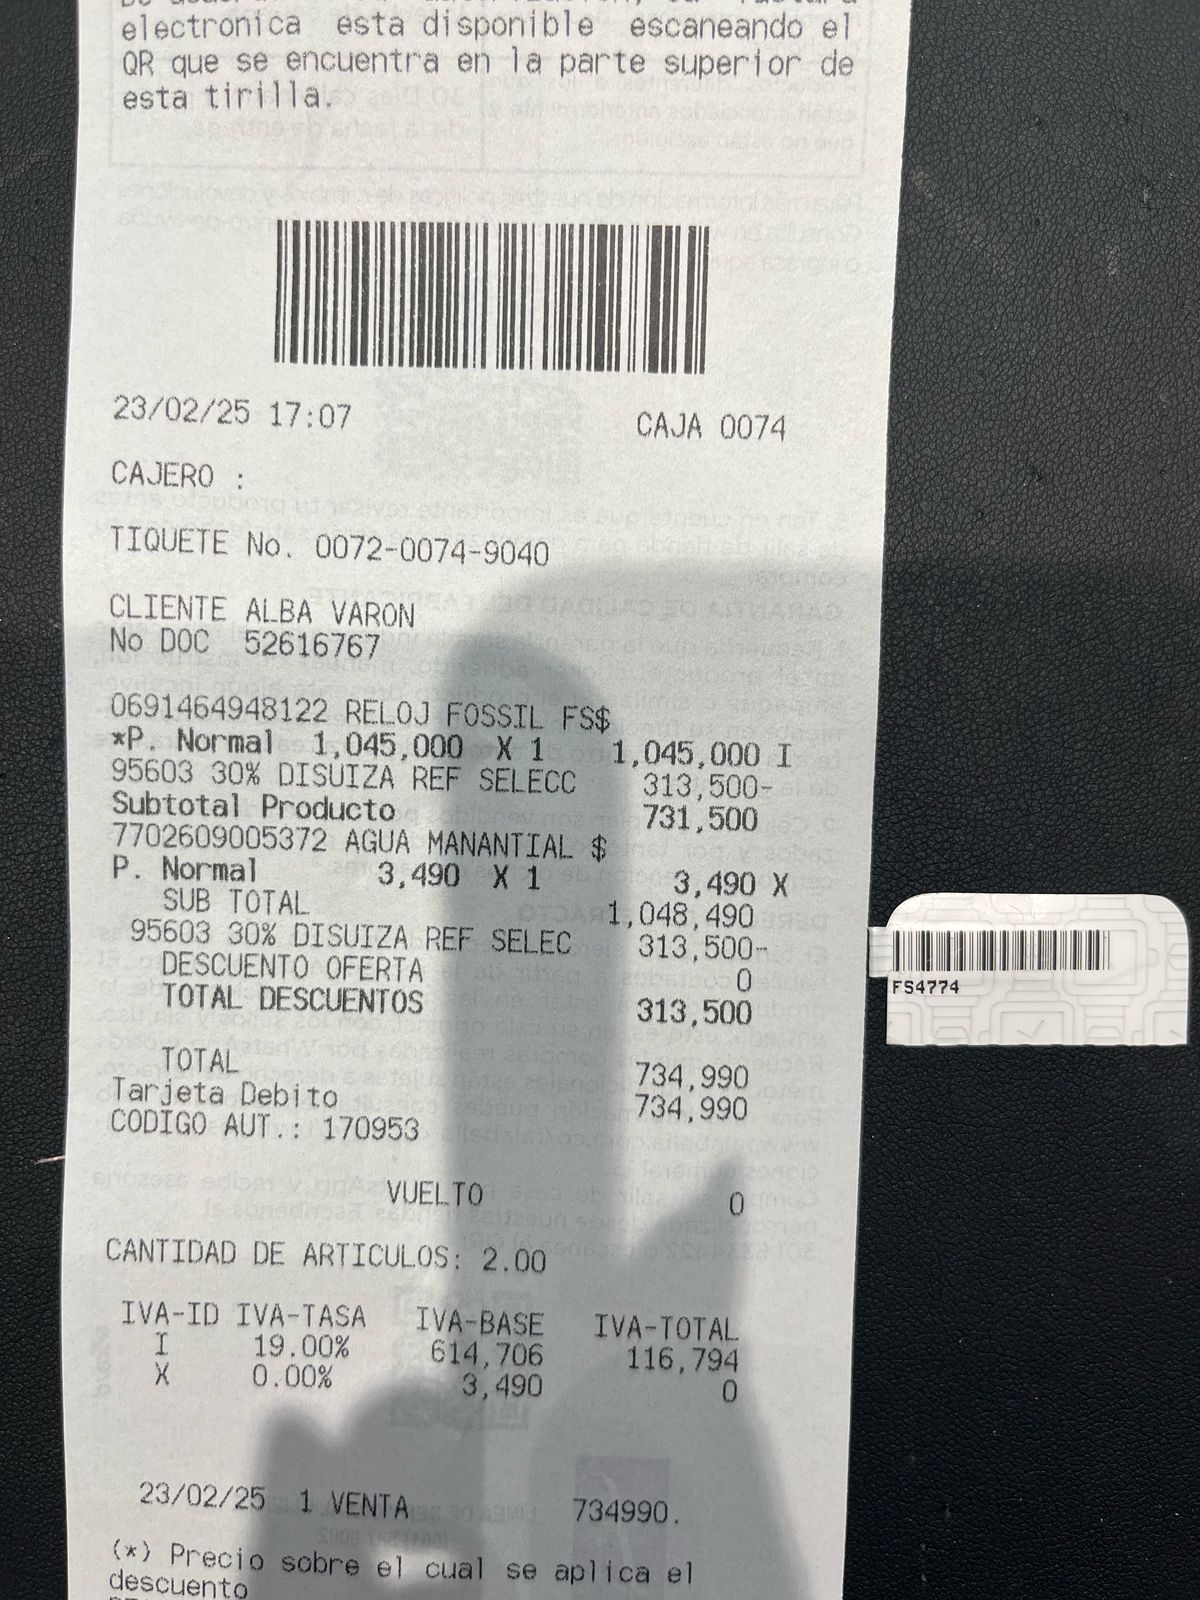 electronica esta disponible escaneando el
QR que se encuentra en la parte superior de
esta tirilla.
23/02/25 17:07 CAJA 0074
CAJERO :
TIQUETE No. 0072-0074-9040
CLIENTE ALBA VARON
No DOC 52616767
0691464948122 RELOJ FOSSIL FS$
*P. Normal 1,045,000 X 1 1,045,000 I
95603 30% DISUIZA REF SELECC 313,500-
Subtotal Producto 731,500
7702609005372 AGUA MANANTIAL $
P. Normal 3,490 X 1 3,490 X
SUB TOTAL 1,048,490
95603 30% DISUIZA REF SELEC 313,500-
DESCUENTO OFERTA 0
TOTAL DESCUENTOS 313,500
TOTAL 734,990
Tarjeta Debito 734,990
CODIGO AUT.: 170953
VUELTO 0
CANTIDAD DE ARTICULOS: 2.00
IVA-ID IVA-TASA IVA-BASE IVA-TOTAL
I 19.00% 614,706 116,794
X 0.00% 3,490 0
23/02/25 1 VENTA 734990.
(*) Precio sobre el cual se aplica el
descuento
FS4774